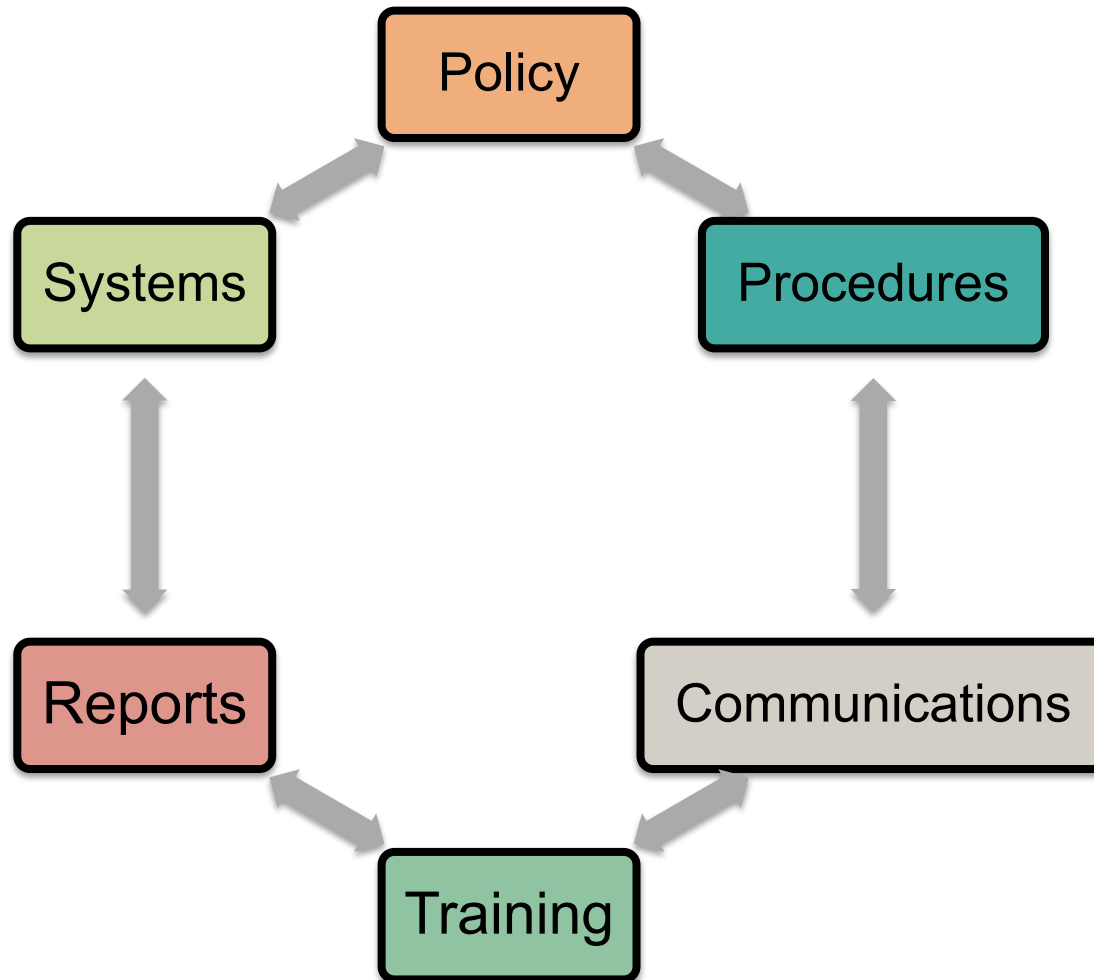 Policy
Systems
Procedures
Reports
Communications
Training